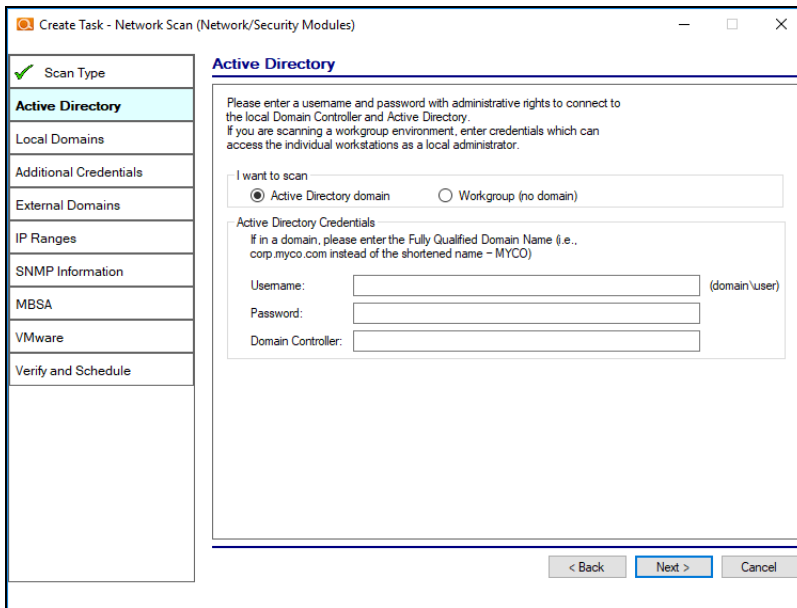 Create Task - Network Scan (Network/Security Modules)
Scan Type
Active Directory
Local Domains
Additional Credentials
External Domains
IP Ranges
SNMP Information
MBSA
VMware
Verify and Schedule
Active Directory
Please enter a username and password with administrative rights to connect to
the local Domain Controller and Active Directory.
If you are scanning a workgroup environment, enter credentials which can
access the individual workstations as a local administrator.
I want to scan
Active Directory domain Workgroup (no domain)
Active Directory Credentials
If in a domain, please enter the Fully Qualified Domain Name (i.e.,
corp.myco.com instead of the shortened name – MYCO)
Username: (domain\user)
Password:
Domain Controller:
< Back Next > Cancel